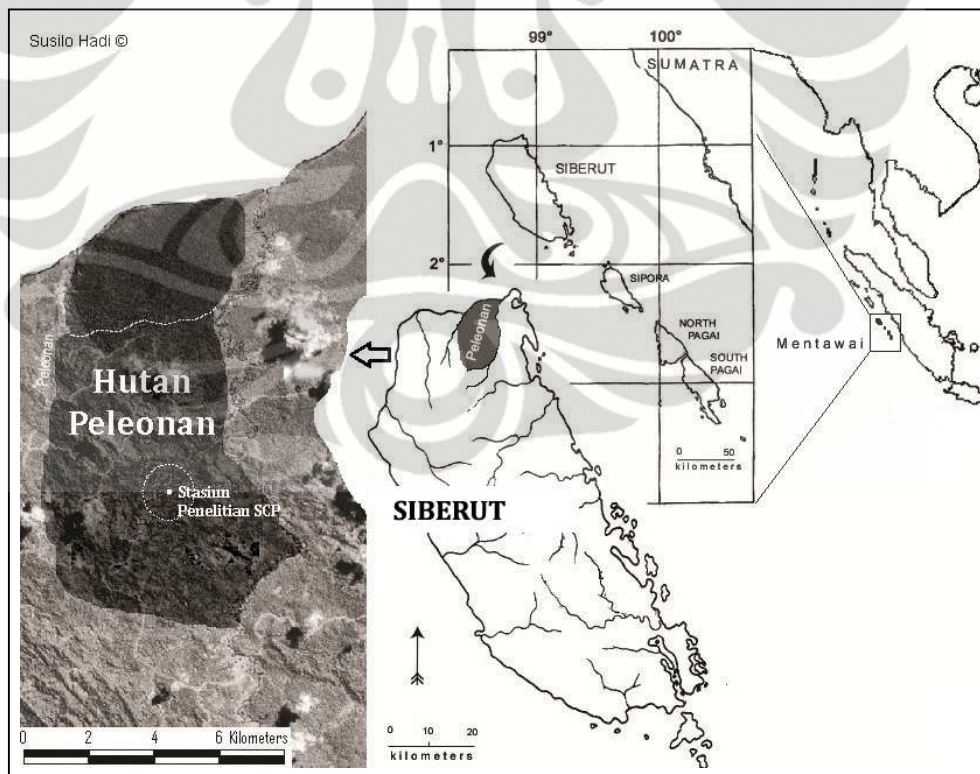 Susilo Hadi ©
99°
100°
SUMATRA
1°
SIBERUT
2°
SIPORA
NORTH
PAGAI
SOUTH
PAGAI
0 50
kilometers
Mentawai
Peleonan
Peleonan
Hutan
Peleonan
Stasiun
Penelitian SCP
SIBERUT
0 2 4 6 Kilometers
0 10 20
kilometers